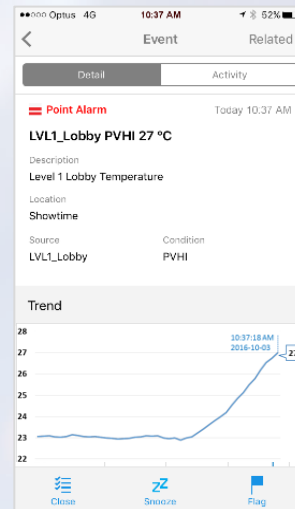 Optus 4G 10:37 AM 52%
Event Related
Detail Activity
Point Alarm Today 10:37 AM
LVL1_Lobby PVHI 27 °C
Description
Level 1 Lobby Temperature
Location
Showtime
Source Condition
LVL1_Lobby PVHI
Trend
28
10:37:18 AM
2016-10-03
27
26
25
24
23
22
Close Snooze Flag